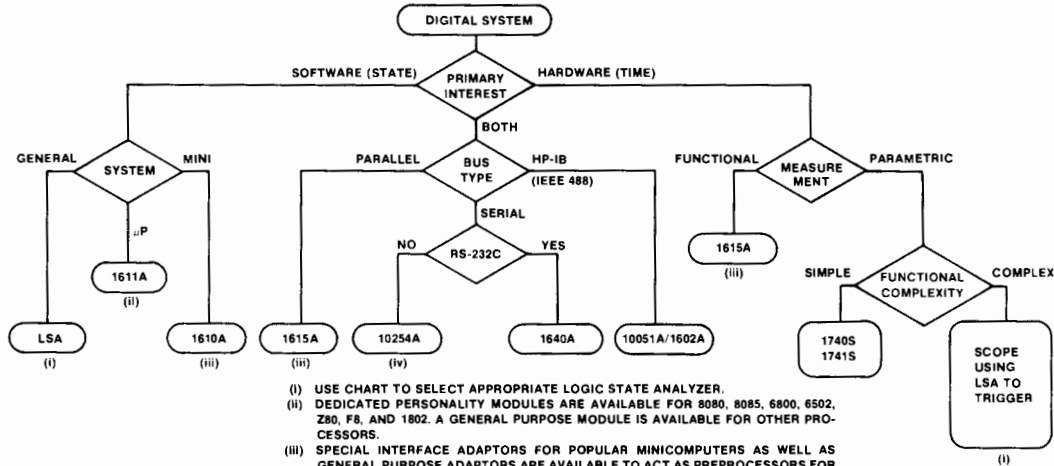 DIGITAL SYSTEM
SOFTWARE (STATE)
PRIMARY
INTEREST
HARDWARE (TIME)
BOTH
GENERAL
SYSTEM
MINI
PARALLEL
BUS
TYPE
HP-IB
(IEEE 488)
FUNCTIONAL
MEASURE
MENT
PARAMETRIC
μP
SERIAL
1611A
(ii)
NO
RS-232C
YES
1615A
(iii)
SIMPLE
FUNCTIONAL
COMPLEXITY
COMPLEX
LSA
(i)
1610A
(iii)
1615A
(iii)
10254A
(iv)
1640A
10051A/1602A
1740S
1741S
SCOPE
USING
LSA TO
TRIGGER
(i)
(i) USE CHART TO SELECT APPROPRIATE LOGIC STATE ANALYZER.
(ii) DEDICATED PERSONALITY MODULES ARE AVAILABLE FOR 8080, 8085, 6800, 6502,
Z80, F8, AND 1802. A GENERAL PURPOSE MODULE IS AVAILABLE FOR OTHER PRO-
CESSORS.
(iii) SPECIAL INTERFACE ADAPTORS FOR POPULAR MINICOMPUTERS AS WELL AS
GENERAL PURPOSE ADAPTORS ARE AVAILABLE TO ACT AS PREPROCESSORS FOR